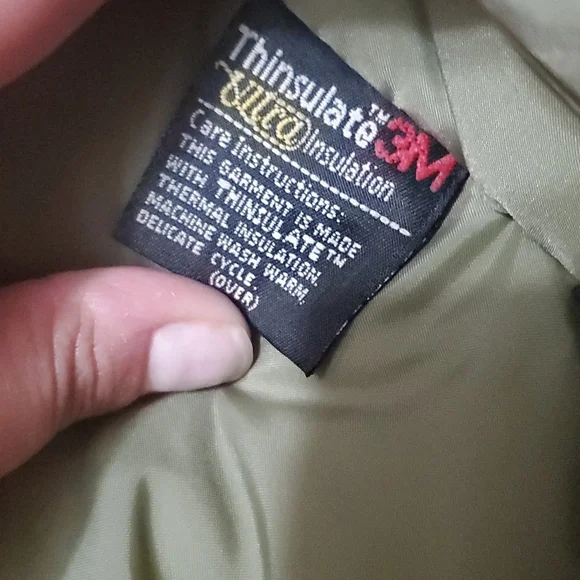 Thinsulate™ 3M
Ultra Insulation
Care Instructions:
THIS GARMENT IS MADE
WITH THINSULATE™
THERMAL INSULATION.
MACHINE WASH WARM,
DELICATE CYCLE.
(OVER)